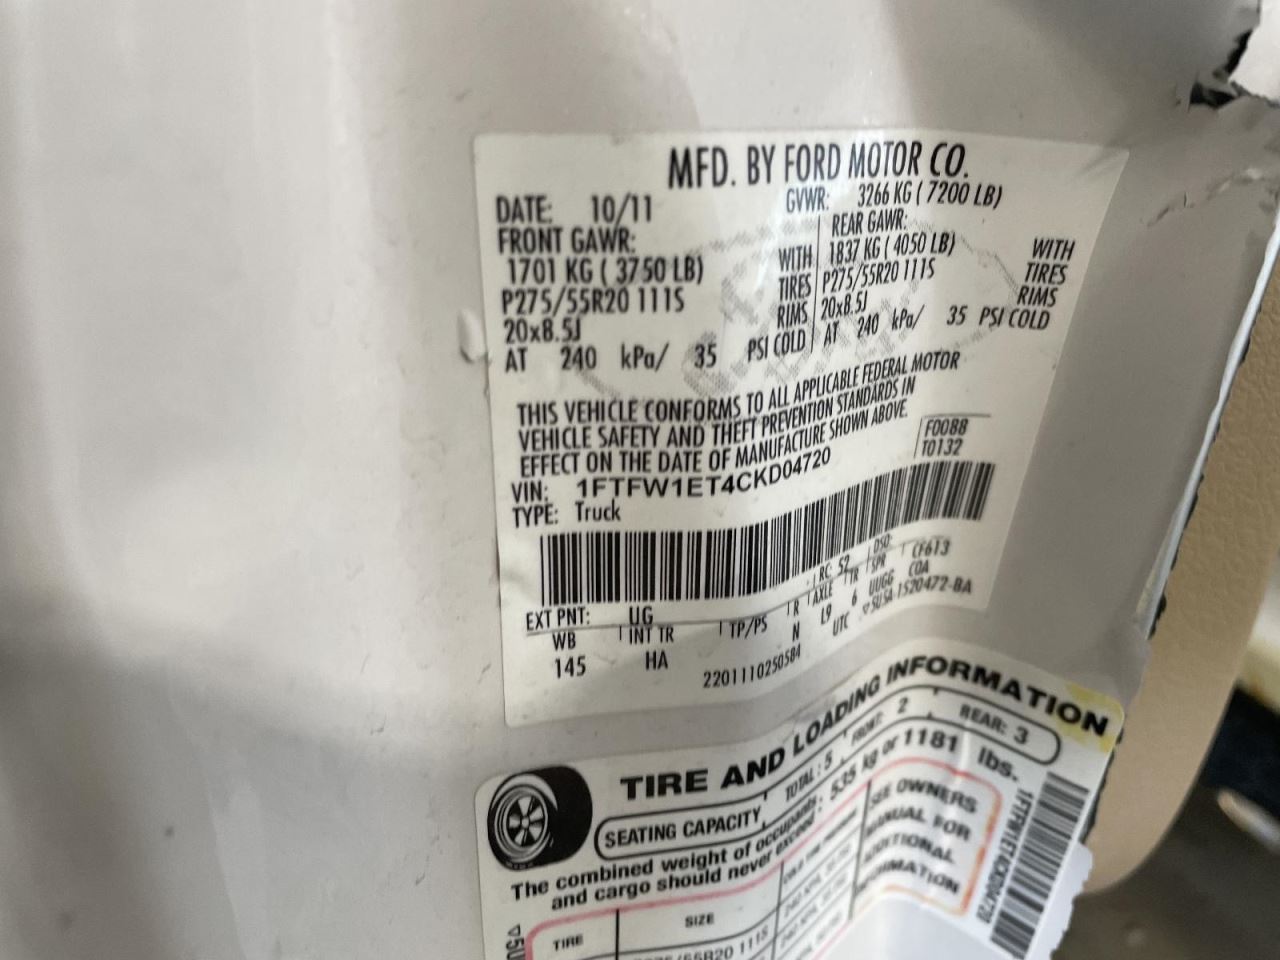 MFD. BY FORD MOTOR CO.
DATE: 10/11
GVWR: 3266 KG ( 7200 LB)
FRONT GAWR:
1701 KG ( 3750 LB)
WITH
P275/55R20 111S
TIRES
20x8.5J
RIMS
AT 240 kPa/ 35 PSI COLD
REAR GAWR:
1837 KG ( 4050 LB)
WITH
P275/55R20 111S
TIRES
20x8.5J
RIMS
AT 240 kPa/ 35 PSI COLD
THIS VEHICLE CONFORMS TO ALL APPLICABLE FEDERAL MOTOR
VEHICLE SAFETY AND THEFT PREVENTION STANDARDS IN
EFFECT ON THE DATE OF MANUFACTURE SHOWN ABOVE.
F0088
T0132
VIN: 1FTFW1ET4CKD04720
TYPE: Truck
EXT PNT: UG
RC: 52
DSO:
CF613
WB
INT TR
TP/PS
R
AXLE
TR
SPR
COA
145
HA
N
L9
6
UUGG
2201110250584
UTC
▽5USA-1520472-BA
TIRE AND LOADING INFORMATION
SEATING CAPACITY
TOTAL : 5
FRONT: 2
REAR: 3
The combined weight of occupants
and cargo should never exceed : 535 kg or 1181 lbs.
TIRE
SIZE
SEE OWNERS
MANUAL FOR
ADDITIONAL
INFORMATION
1FTFW1ET4CKD04720
▽5U